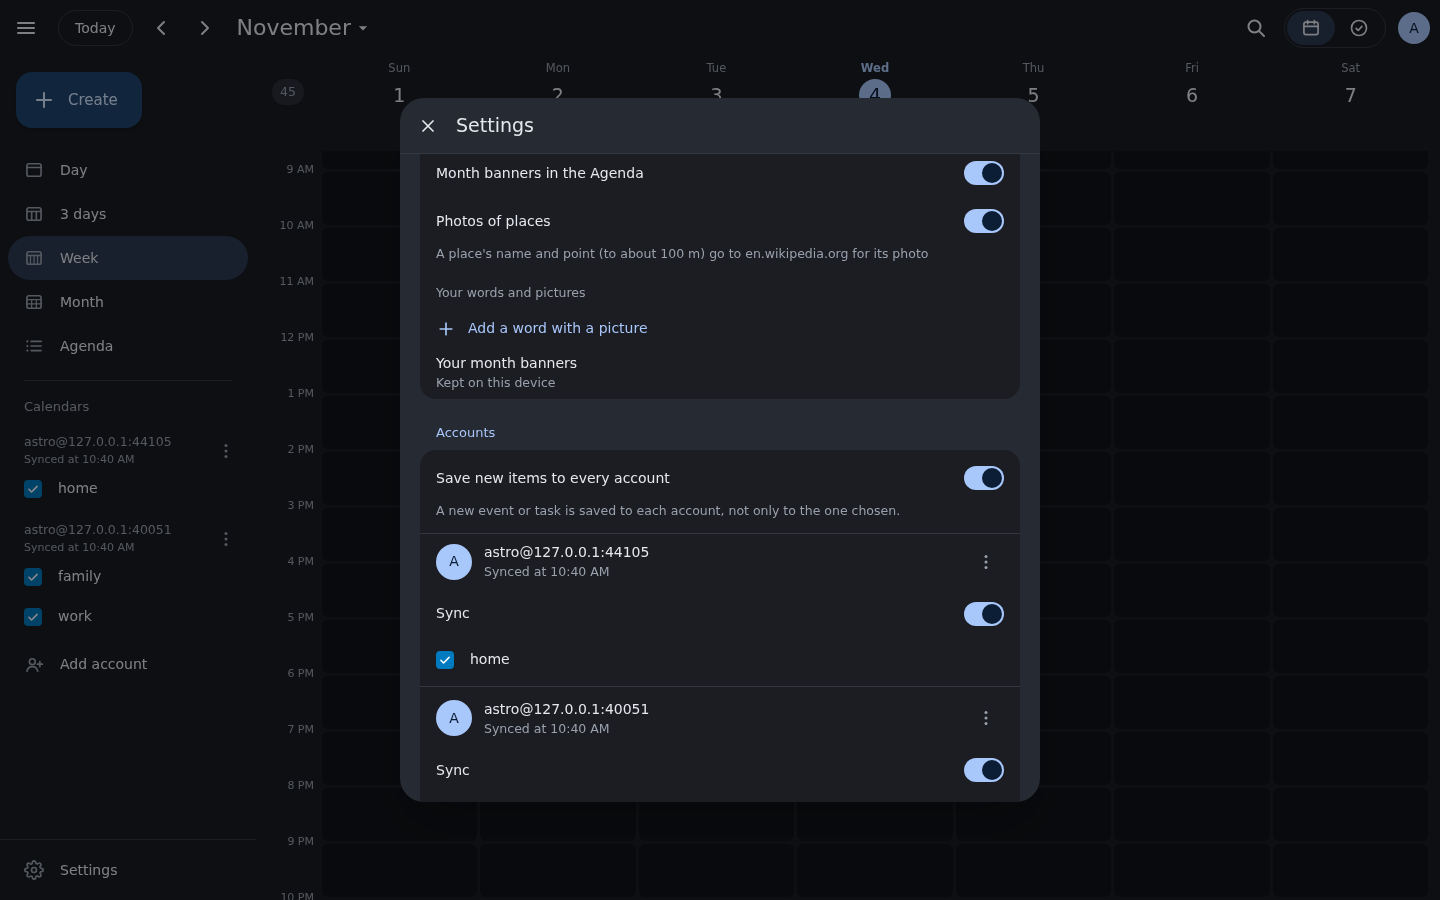 Today
November
A
Create
Day
3 days
Week
Month
Agenda
Calendars
astro@127.0.0.1:44105
Synced at 10:40 AM
home
astro@127.0.0.1:40051
Synced at 10:40 AM
family
work
Add account
Settings
45
Sun
Mon
Tue
Wed
Thu
Fri
Sat
1
2
3
4
5
6
7
9 AM
10 AM
11 AM
12 PM
1 PM
2 PM
3 PM
4 PM
5 PM
6 PM
7 PM
8 PM
9 PM
10 PM
Settings
Month banners in the Agenda
Photos of places
A place's name and point (to about 100 m) go to en.wikipedia.org for its photo
Your words and pictures
Add a word with a picture
Your month banners
Kept on this device
Accounts
Save new items to every account
A new event or task is saved to each account, not only to the one chosen.
A
astro@127.0.0.1:44105
Synced at 10:40 AM
Sync
home
A
astro@127.0.0.1:40051
Synced at 10:40 AM
Sync